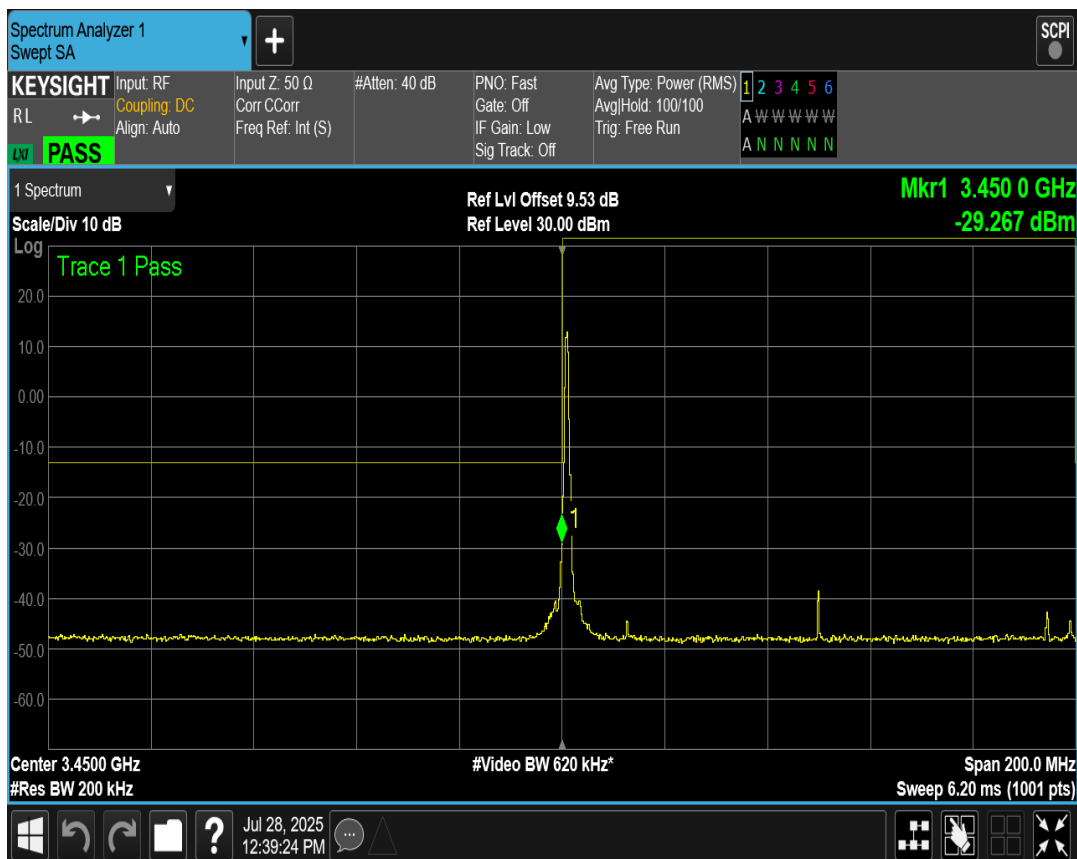 Spectrum Analyzer 1
Swept SA
SCPI
KEYSIGHT
RL
LXI PASS
Input: RF
Coupling: DC
Align: Auto
Input Z: 50 Ω
Corr CCorr
Freq Ref: Int (S)
#Atten: 40 dB
PNO: Fast
Gate: Off
IF Gain: Low
Sig Track: Off
Avg Type: Power (RMS)
Avg|Hold: 100/100
Trig: Free Run
1 2 3 4 5 6
A W W W W W
A N N N N N
1 Spectrum
Scale/Div 10 dB
Ref Lvl Offset 9.53 dB
Ref Level 30.00 dBm
Mkr1 3.450 0 GHz
-29.267 dBm
Log
Trace 1 Pass
20.0
10.0
0.00
-10.0
-20.0
1
-30.0
-40.0
-50.0
-60.0
Center 3.4500 GHz
#Res BW 200 kHz
#Video BW 620 kHz*
Span 200.0 MHz
Sweep 6.20 ms (1001 pts)
?
Jul 28, 2025
12:39:24 PM